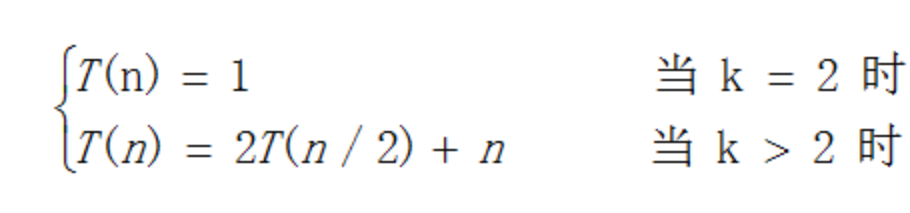 T(n) = 1 当 k = 2 时
T(n) = 2T(n / 2) + n 当 k > 2 时